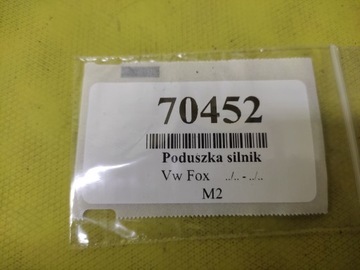 70452
Poduszka silnik
Vw Fox ../.. - ../..
M2